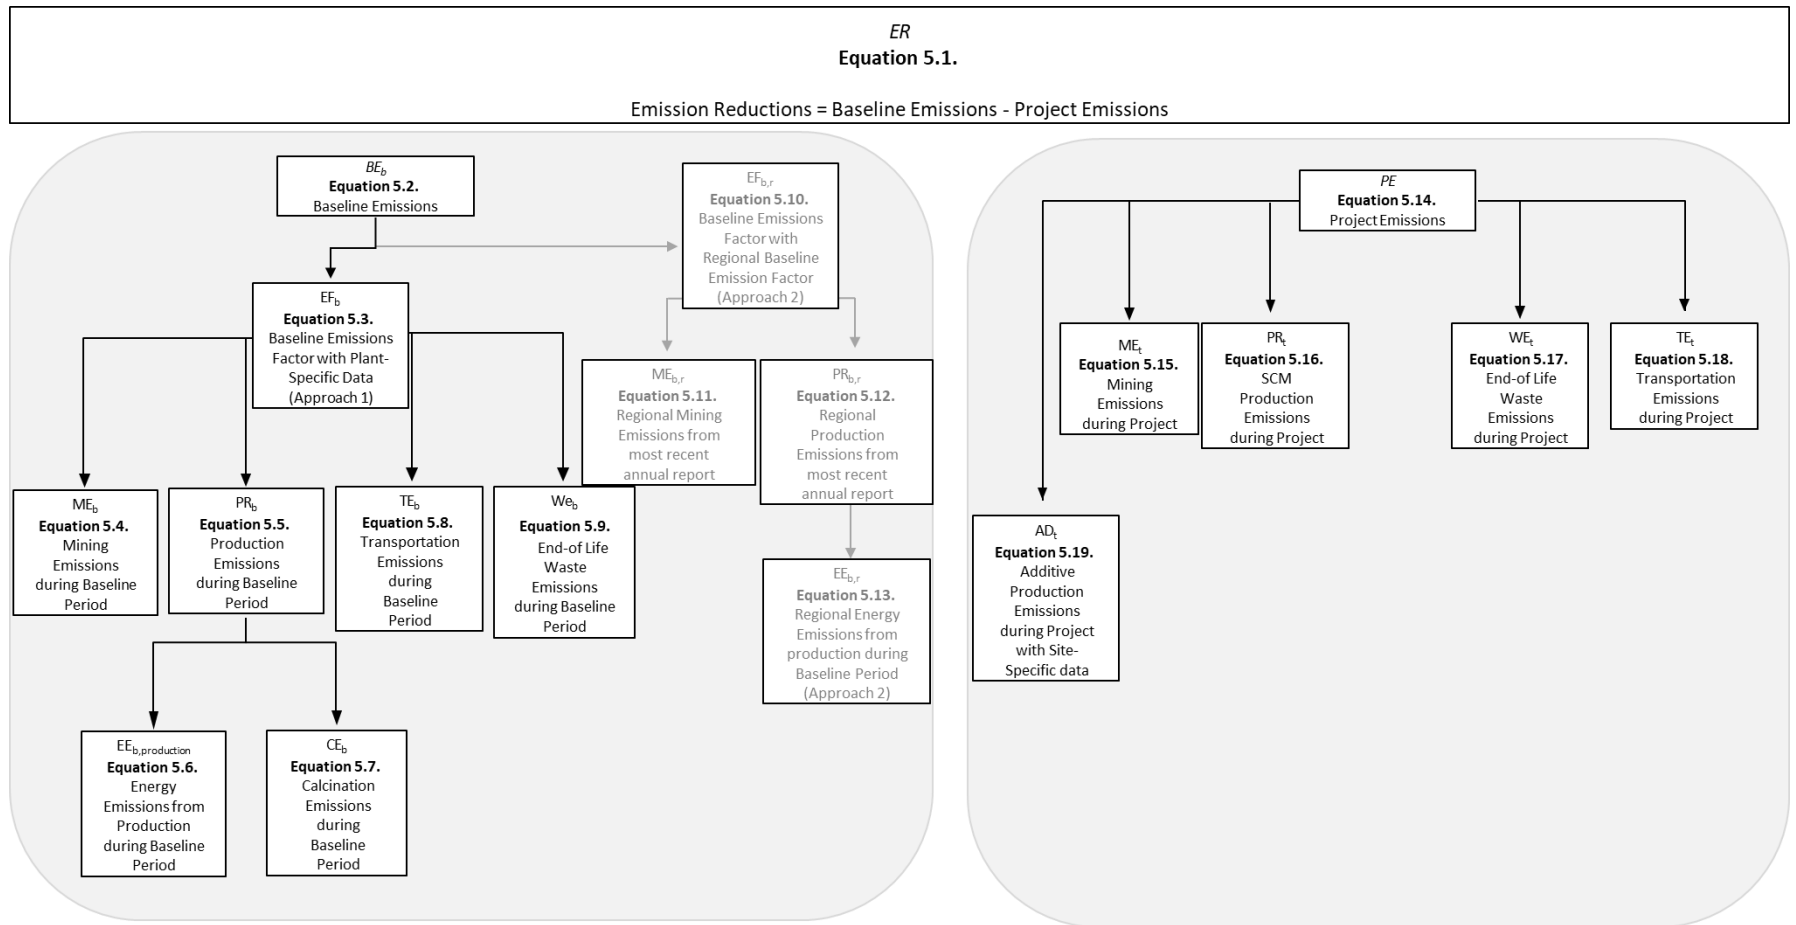 ER
Equation 5.1.
Emission Reductions = Baseline Emissions - Project Emissions
BEb
Equation 5.2.
Baseline Emissions
EFb,r
Equation 5.10.
Baseline Emissions
Factor with
Regional Baseline
Emission Factor
(Approach 2)
EFb
Equation 5.3.
Baseline Emissions
Factor with Plant-
Specific Data
(Approach 1)
MEb,r
Equation 5.11.
Regional Mining
Emissions from
most recent
annual report
PRb,r
Equation 5.12.
Regional
Production
Emissions from
most recent
annual report
MEb
Equation 5.4.
Mining
Emissions
during Baseline
Period
PRb
Equation 5.5.
Production
Emissions
during Baseline
Period
TEb
Equation 5.8.
Transportation
Emissions
during
Baseline
Period
Web
Equation 5.9.
End-of Life
Waste
Emissions
during Baseline
Period
EEb,r
Equation 5.13.
Regional Energy
Emissions from
production during
Baseline Period
(Approach 2)
EEb,production
Equation 5.6.
Energy
Emissions from
Production
during Baseline
Period
CEb
Equation 5.7.
Calcination
Emissions
during
Baseline
Period
PE
Equation 5.14.
Project Emissions
MEt
Equation 5.15.
Mining
Emissions
during Project
PRt
Equation 5.16.
SCM
Production
Emissions
during Project
WEt
Equation 5.17.
End-of Life
Waste
Emissions
during Project
TEt
Equation 5.18.
Transportation
Emissions
during Project
ADt
Equation 5.19.
Additive
Production
Emissions
during Project
with Site-
Specific data